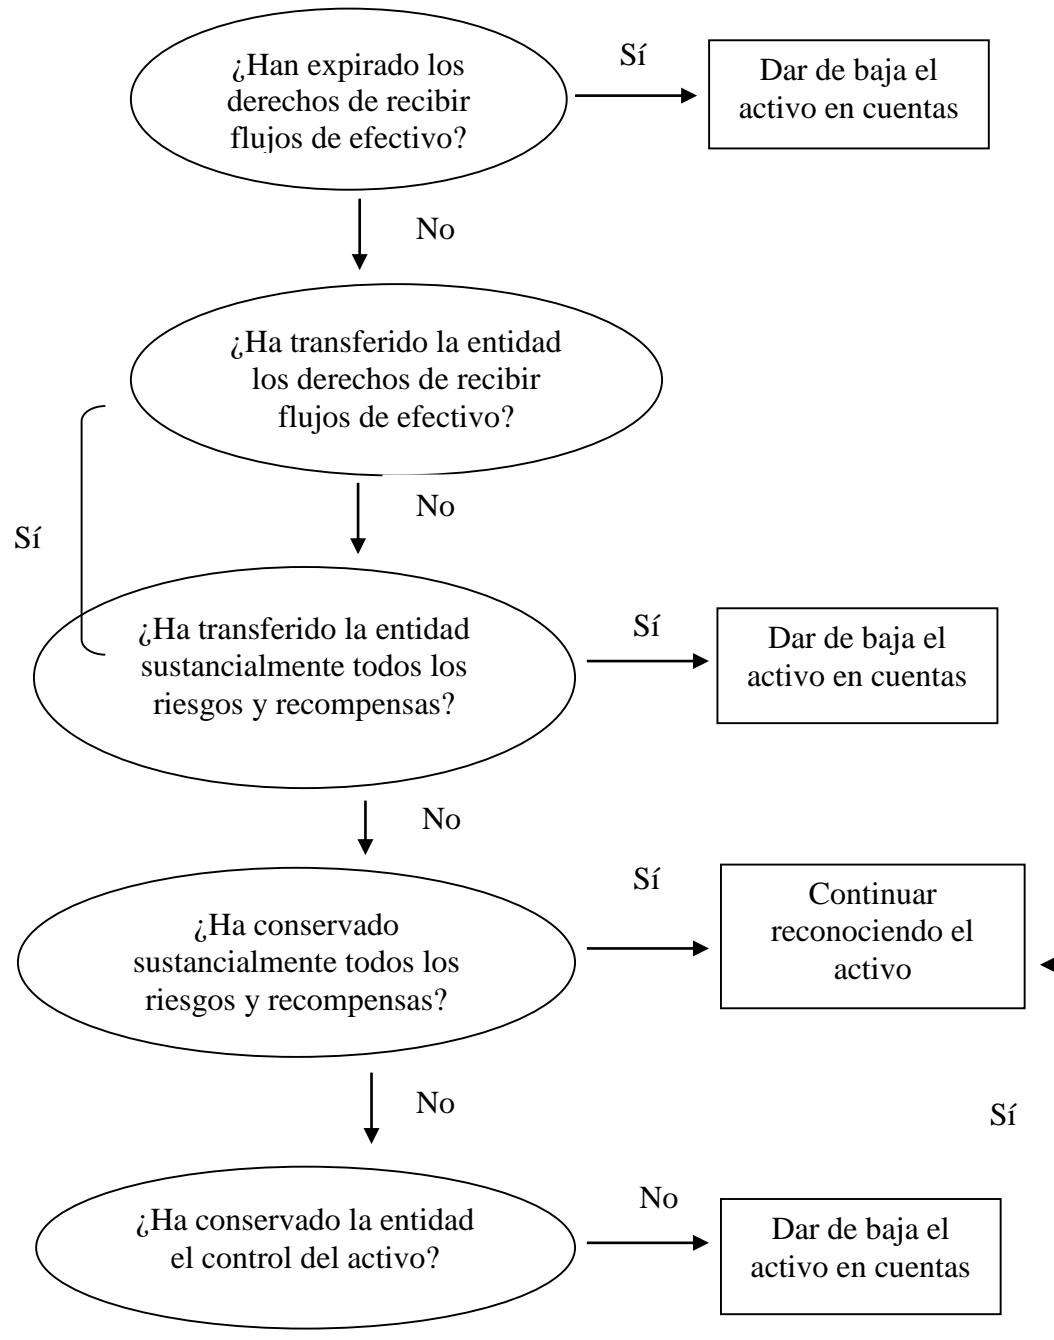 ¿Han expirado los
derechos de recibir
flujos de efectivo?
Sí
Dar de baja el
activo en cuentas
No
¿Ha transferido la entidad
los derechos de recibir
flujos de efectivo?
No
Sí
¿Ha transferido la entidad
sustancialmente todos los
riesgos y recompensas?
Sí
Dar de baja el
activo en cuentas
No
¿Ha conservado
sustancialmente todos los
riesgos y recompensas?
Sí
Continuar
reconociendo el
activo
No
Sí
¿Ha conservado la entidad
el control del activo?
No
Dar de baja el
activo en cuentas